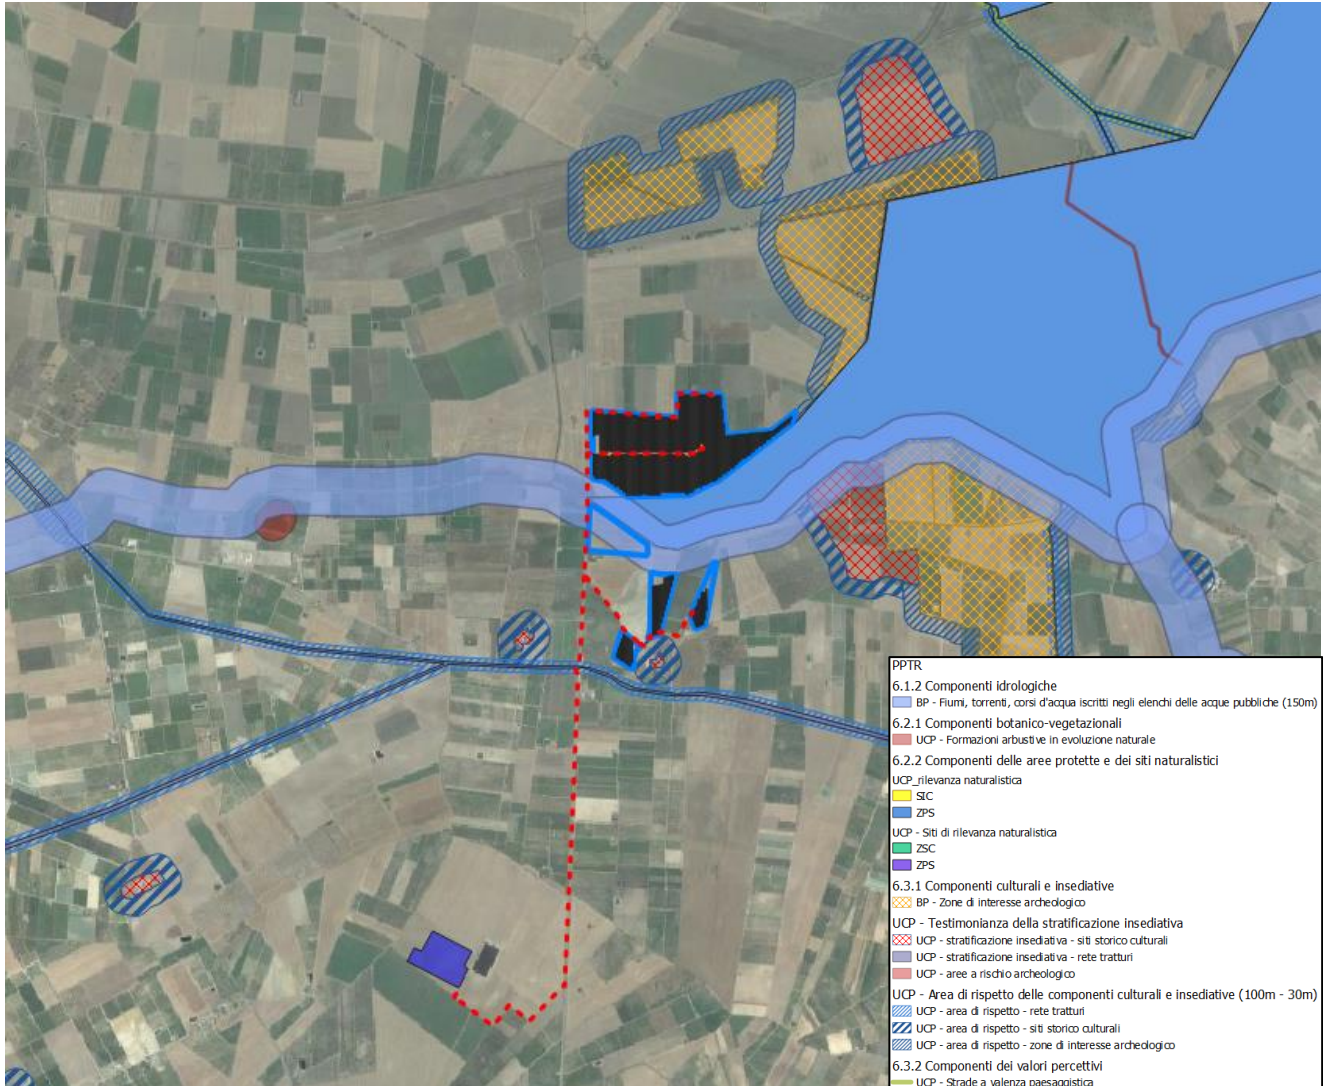 PPTR
6.1.2 Componenti idrologiche
BP - Fiumi, torrenti, corsi d'acqua iscritti negli elenchi delle acque pubbliche (150m)
6.2.1 Componenti botanico-vegetazionali
UCP - Formazioni arbustive in evoluzione naturale
6.2.2 Componenti delle aree protette e dei siti naturalistici
UCP_rilevanza naturalistica
SIC
ZPS
UCP - Siti di rilevanza naturalistica
ZSC
ZPS
6.3.1 Componenti culturali e insediative
BP - Zone di interesse archeologico
UCP - Testimonianza della stratificazione insediativa
UCP - stratificazione insediativa - siti storico culturali
UCP - stratificazione insediativa - rete tratturi
UCP - aree a rischio archeologico
UCP - Area di rispetto delle componenti culturali e insediative (100m - 30m)
UCP - area di rispetto - rete tratturi
UCP - area di rispetto - siti storico culturali
UCP - area di rispetto - zone di interesse archeologico
6.3.2 Componenti dei valori percettivi
UCP - Strade a valenza paesaggistica